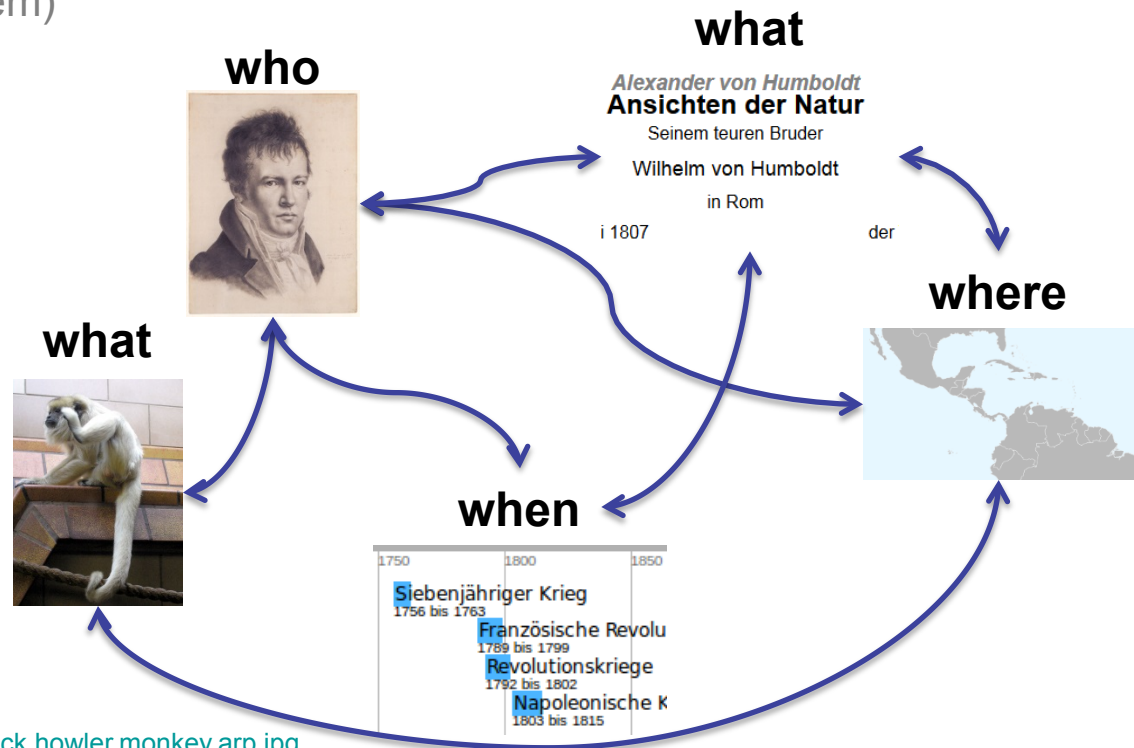 what
who
Alexander von Humboldt
Ansichten der Natur
Seinem teuren Bruder
Wilhelm von Humboldt
in Rom
i 1807 der
where
what
when
1750 1800 1850
Siebenjähriger Krieg
1756 bis 1763
Französische Revolu
1789 bis 1799
Revolutionskriege
1792 bis 1802
Napoleonische K
1803 bis 1815
ck howler monkey arp.jpg